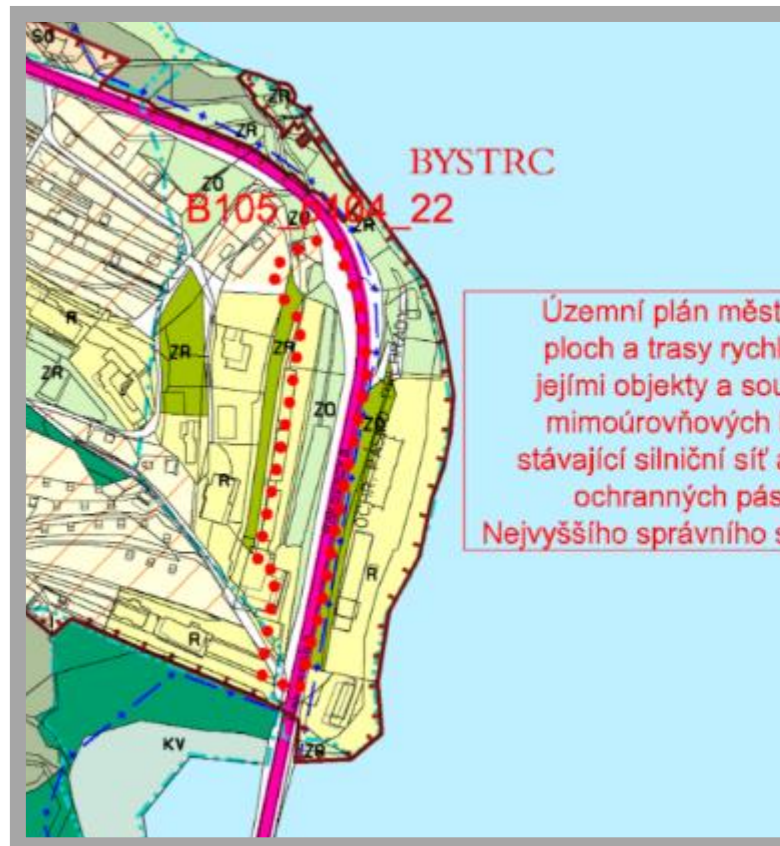 SO
ZR
ZR
BYSTRC
ZO
ZO
ZR
Územní plán měst
R
ploch a trasy rychl
ZR
ZR
ZR
jejími objekty a sou
ZO
mimoúrovňových
stávající silniční síť a
R
ochranných pás
Nejvyššího správního s
R
R
I
KV
ZR